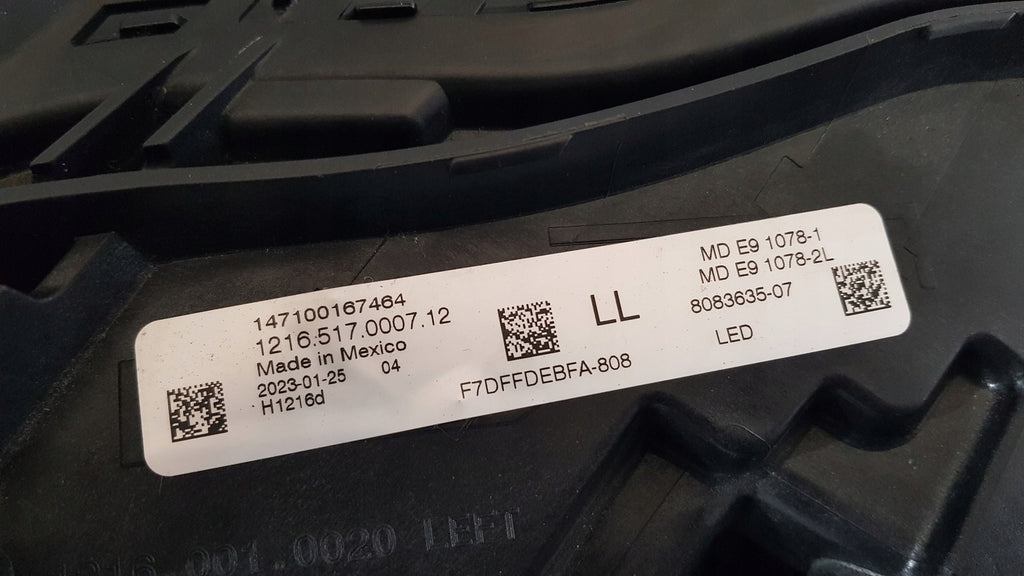 147100167464
1216.517.0007.12
Made in Mexico
2023-01-25 04
H1216d
LL
F7DFFDEBFA-808
MD E9 1078-1
MD E9 1078-2L
8083635-07
LED
1216 001.0020 LEFT